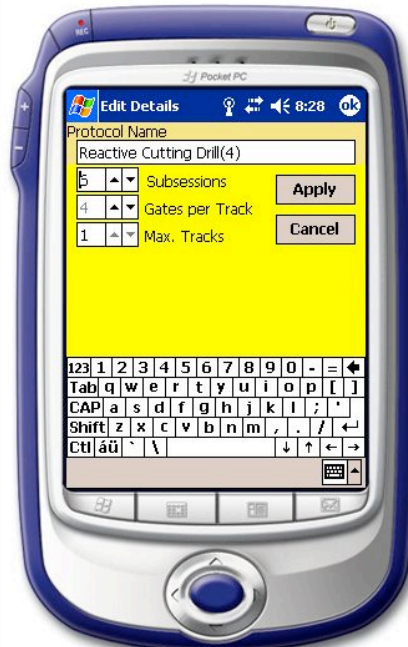 REC
Pocket PC
Edit Details 8:28 ok
Protocol Name
Reactive Cutting Drill(4)
5 Subsessions
Apply
4 Gates per Track
1 Max. Tracks
Cancel
123 1 2 3 4 5 6 7 8 9 0 - =
Tab q w e r t y u i o p [ ]
CAP a s d f g h j k l ; '
Shift z x c v b n m , . /
Ctl áü ` \